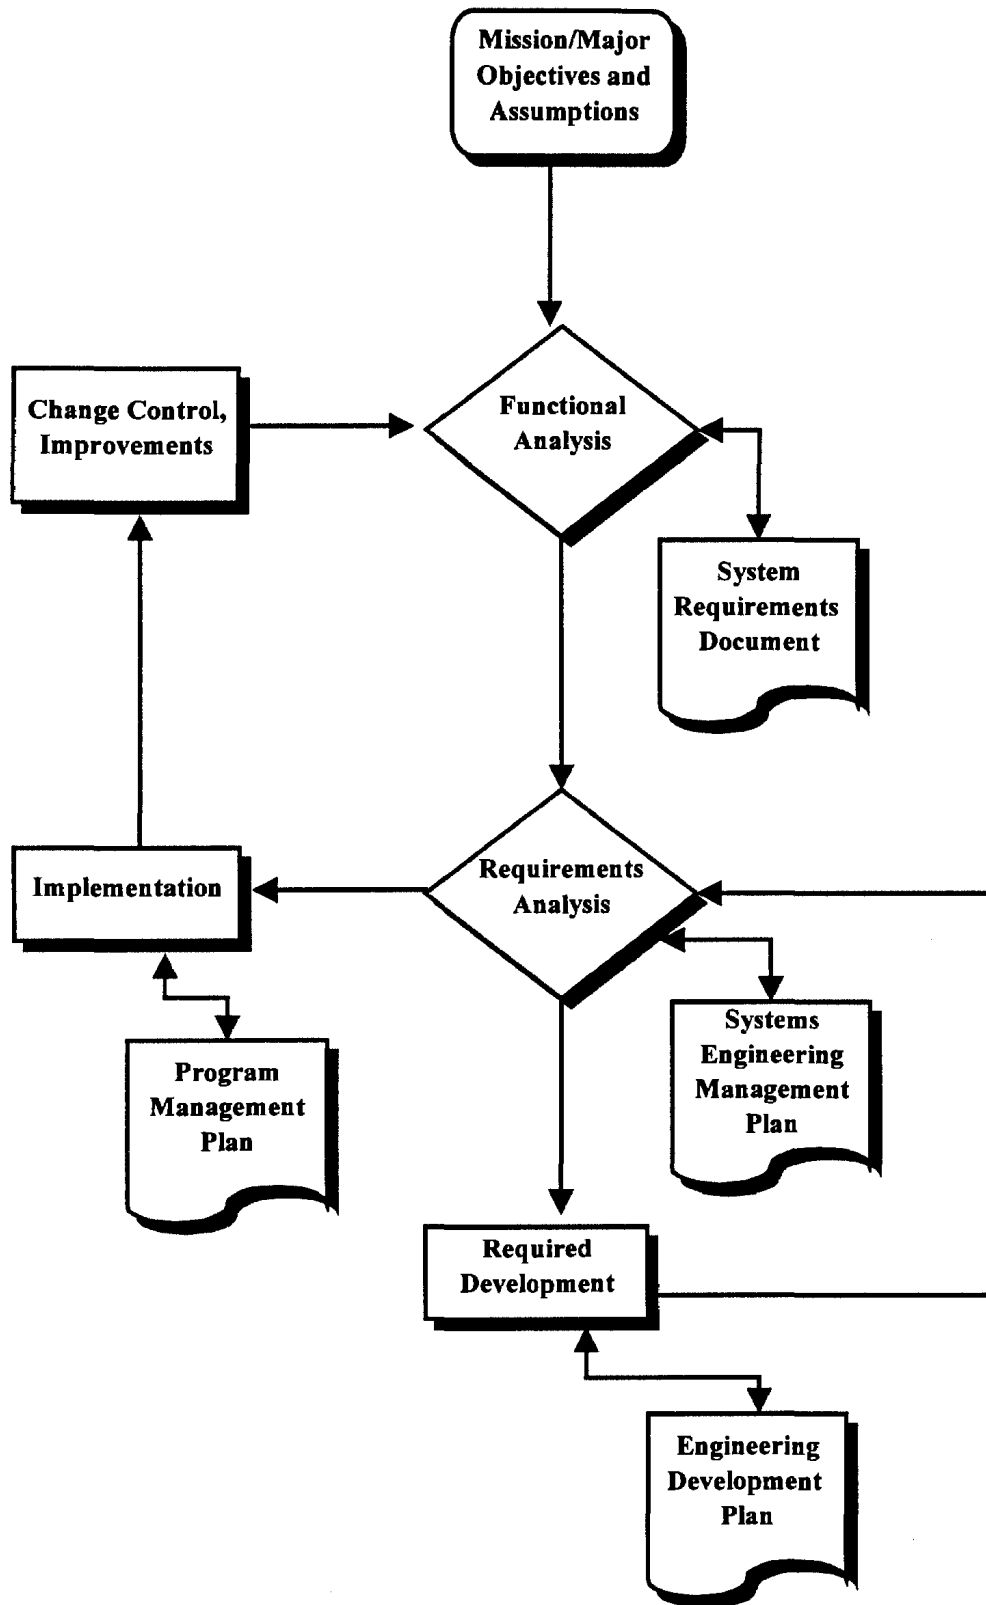 Mission/Major
Objectives and
Assumptions
Change Control,
Improvements
Functional
Analysis
System
Requirements
Document
Implementation
Requirements
Analysis
Program
Management
Plan
Systems
Engineering
Management
Plan
Required
Development
Engineering
Development
Plan